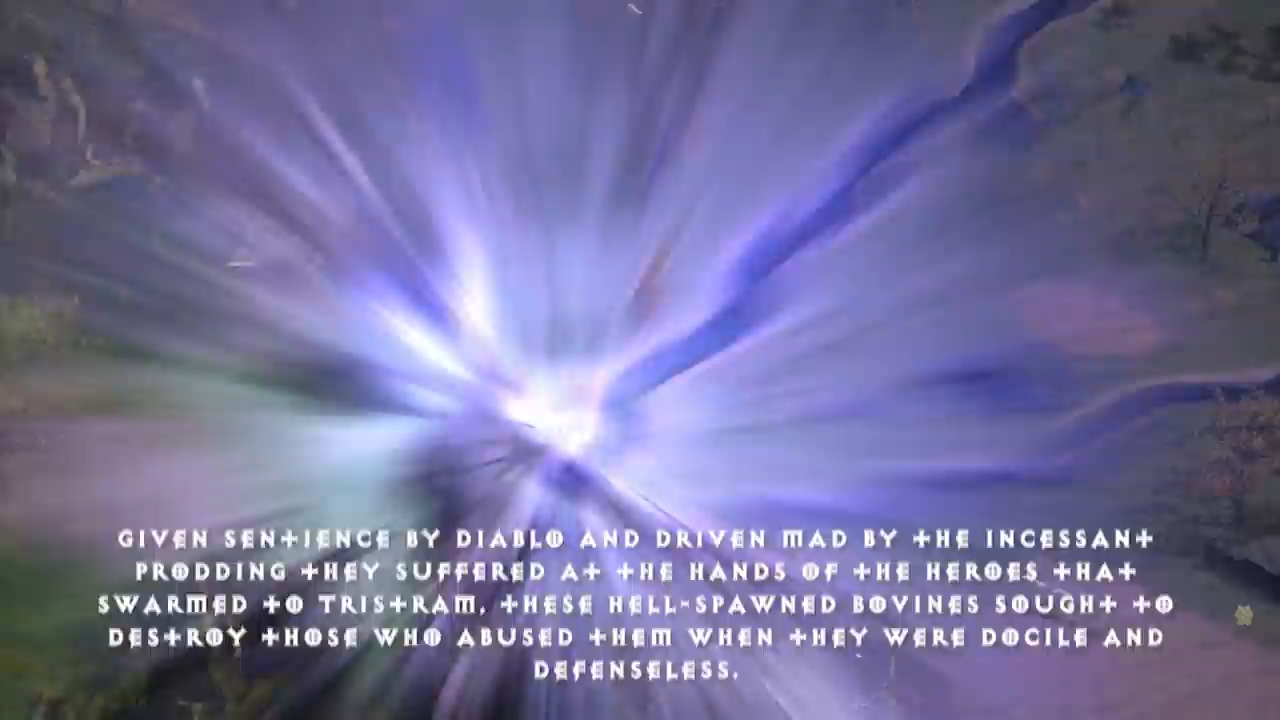 GIVEN SENTIENCE BY DIABLO AND DRIVEN MAD BY THE INCESSANT
PRODDING THEY SUFFERED AT THE HANDS OF THE HEROES THAT
SWARMED TO TRISTRAM, THESE HELL-SPAWNED BOVINES SOUGHT TO
DESTROY THOSE WHO ABUSED THEM WHEN THEY WERE DOCILE AND
DEFENSELESS.